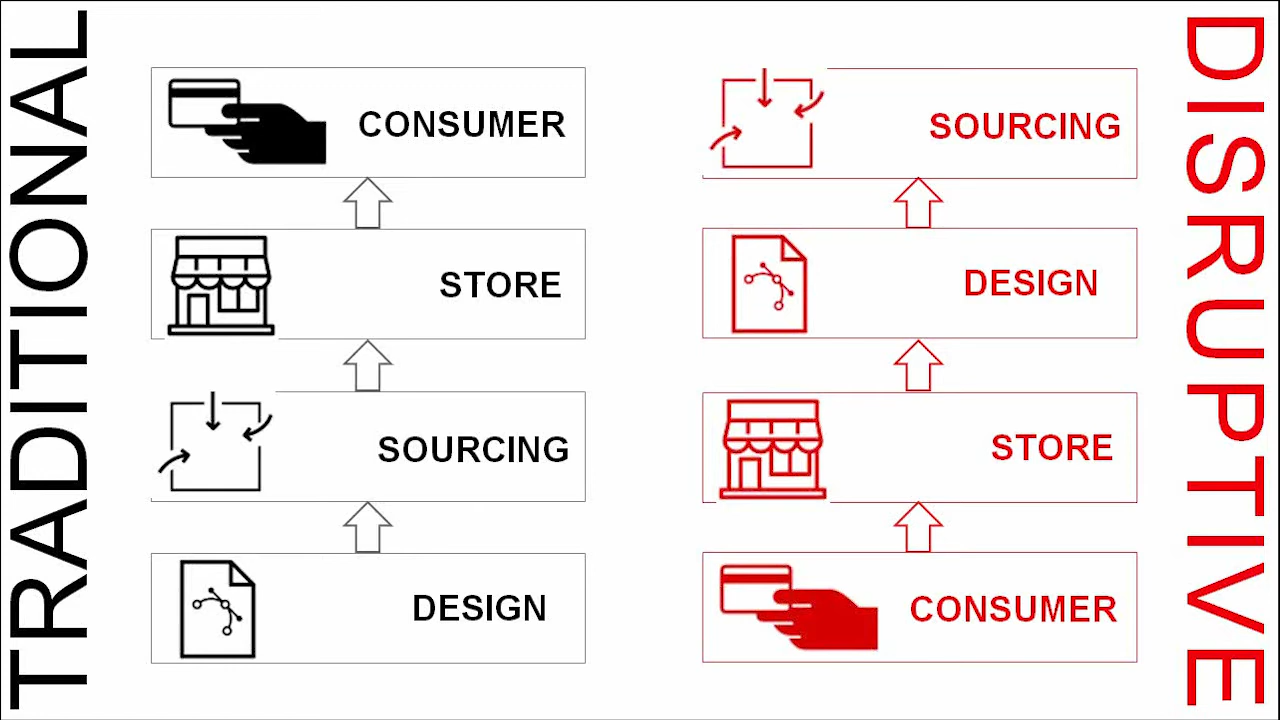 TRADITIONAL
CONSUMER
STORE
SOURCING
DESIGN
SOURCING
DESIGN
STORE
CONSUMER
DISRUPTIVE